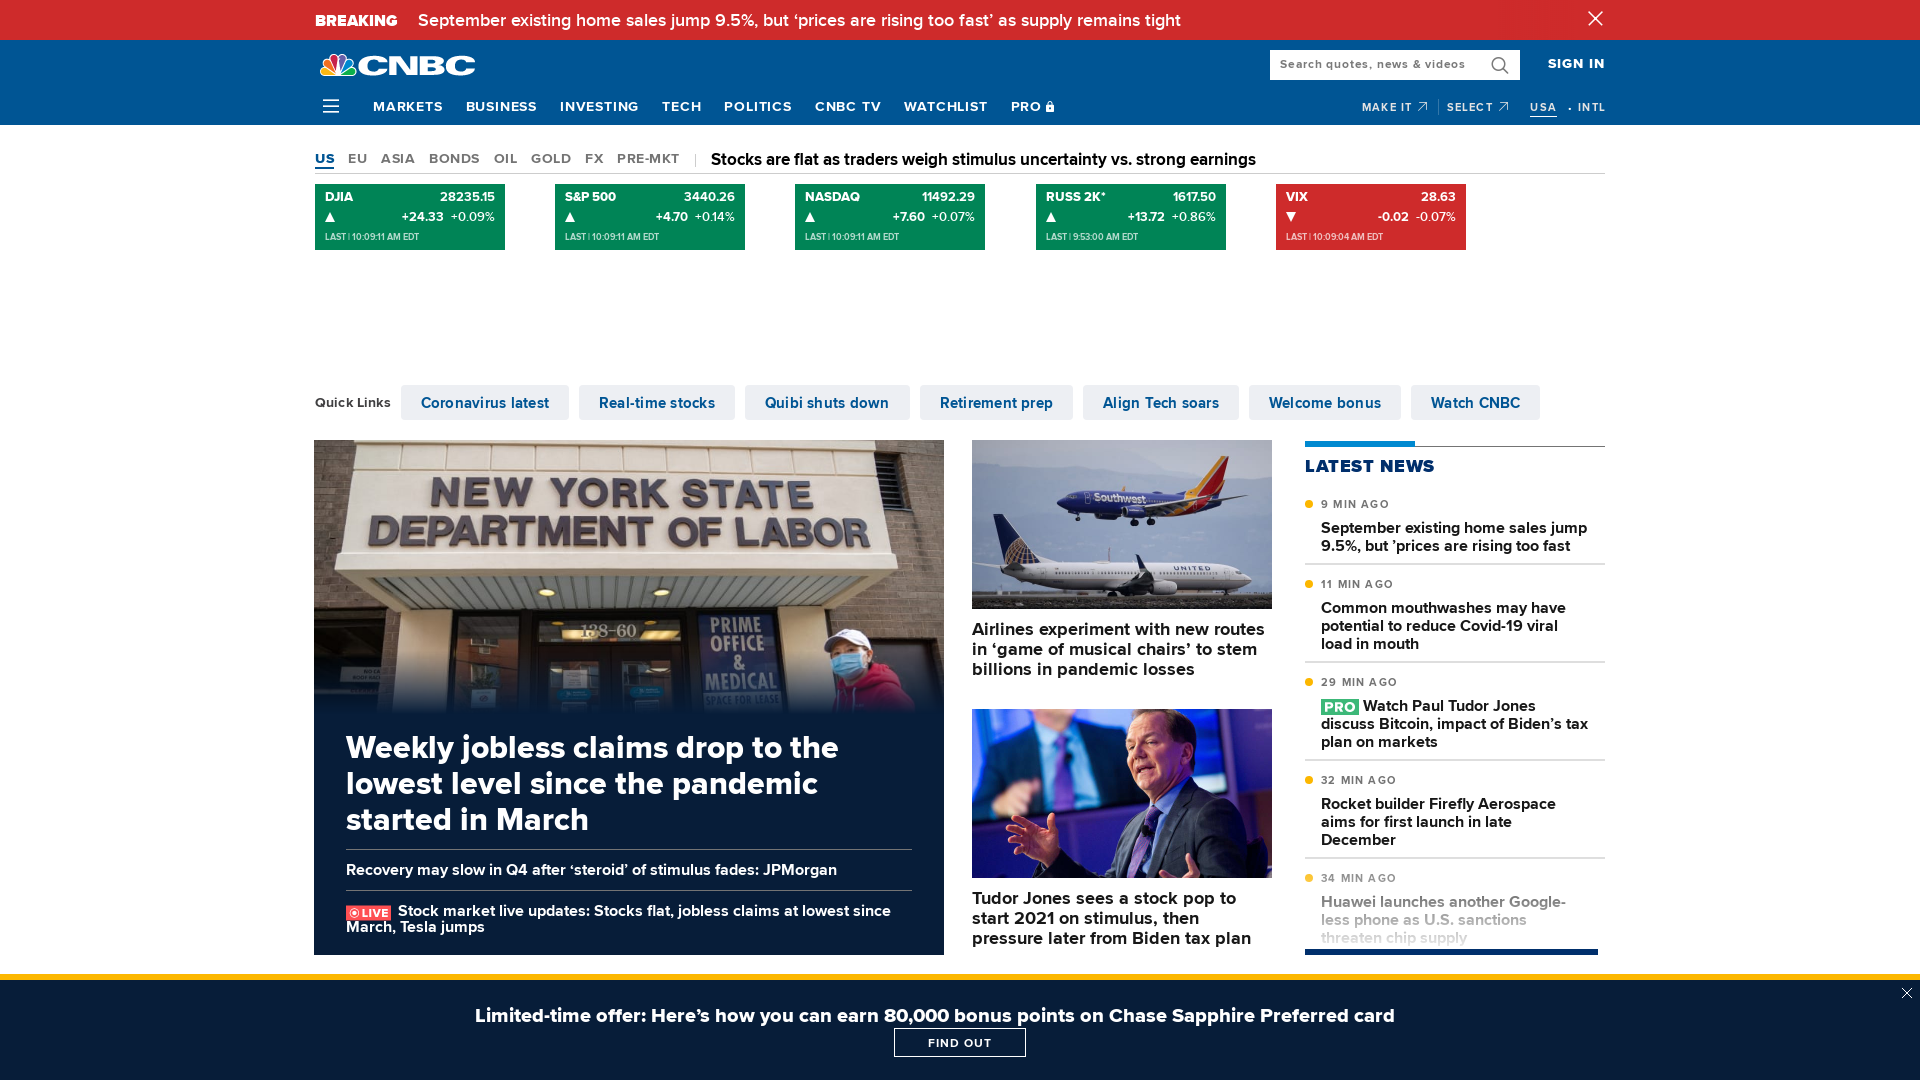 BREAKING September existing home sales jump 9.5%, but ‘prices are rising too fast’ as supply remains tight
CNBC
Search quotes, news & videos
SIGN IN
MARKETS BUSINESS INVESTING TECH POLITICS CNBC TV WATCHLIST PRO
MAKE IT SELECT USA • INTL
US EU ASIA BONDS OIL GOLD FX PRE-MKT
Stocks are flat as traders weigh stimulus uncertainty vs. strong earnings
DJIA 28235.15
+24.33 +0.09%
LAST | 10:09:11 AM EDT
S&P 500 3440.26
+4.70 +0.14%
LAST | 10:09:11 AM EDT
NASDAQ 11492.29
+7.60 +0.07%
LAST | 10:09:11 AM EDT
RUSS 2K* 1617.50
+13.72 +0.86%
LAST | 9:53:00 AM EDT
VIX 28.63
-0.02 -0.07%
LAST | 10:09:04 AM EDT
Quick Links Coronavirus latest Real-time stocks Quibi shuts down Retirement prep Align Tech soars Welcome bonus Watch CNBC
NEW YORK STATE
DEPARTMENT OF LABOR
138-60
PRIME
OFFICE
&
MEDICAL
SPACE FOR LEASE
Weekly jobless claims drop to the
lowest level since the pandemic
started in March
Recovery may slow in Q4 after ‘steroid’ of stimulus fades: JPMorgan
LIVE Stock market live updates: Stocks flat, jobless claims at lowest since
March, Tesla jumps
Southwest
UNITED
Airlines experiment with new routes
in ‘game of musical chairs’ to stem
billions in pandemic losses
Tudor Jones sees a stock pop to
start 2021 on stimulus, then
pressure later from Biden tax plan
LATEST NEWS
9 MIN AGO
September existing home sales jump
9.5%, but ’prices are rising too fast
11 MIN AGO
Common mouthwashes may have
potential to reduce Covid-19 viral
load in mouth
29 MIN AGO
PRO Watch Paul Tudor Jones
discuss Bitcoin, impact of Biden’s tax
plan on markets
32 MIN AGO
Rocket builder Firefly Aerospace
aims for first launch in late
December
34 MIN AGO
Huawei launches another Google-
less phone as U.S. sanctions
threaten chip supply
Limited-time offer: Here’s how you can earn 80,000 bonus points on Chase Sapphire Preferred card
FIND OUT